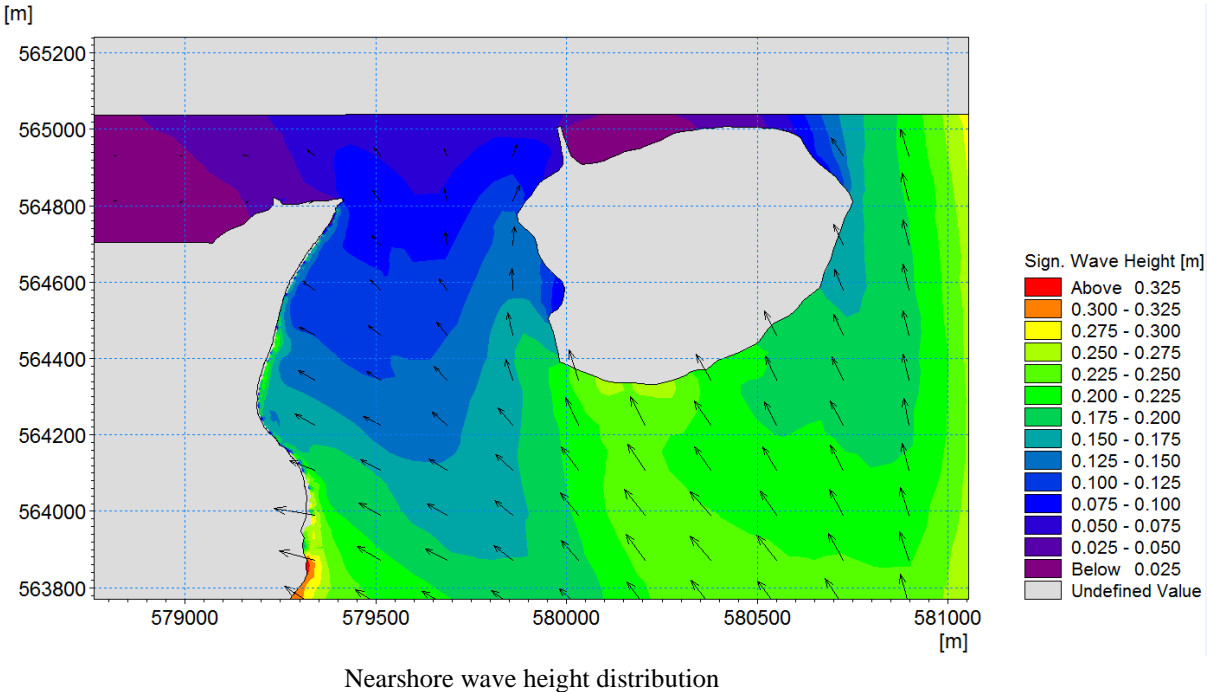 [m]
565200
565000
564800
564600
564400
564200
564000
563800
579000 579500 580000 580500 581000
[m]
Sign. Wave Height [m]
Above 0.325
0.300 - 0.325
0.275 - 0.300
0.250 - 0.275
0.225 - 0.250
0.200 - 0.225
0.175 - 0.200
0.150 - 0.175
0.125 - 0.150
0.100 - 0.125
0.075 - 0.100
0.050 - 0.075
0.025 - 0.050
Below 0.025
Undefined Value
Nearshore wave height distribution